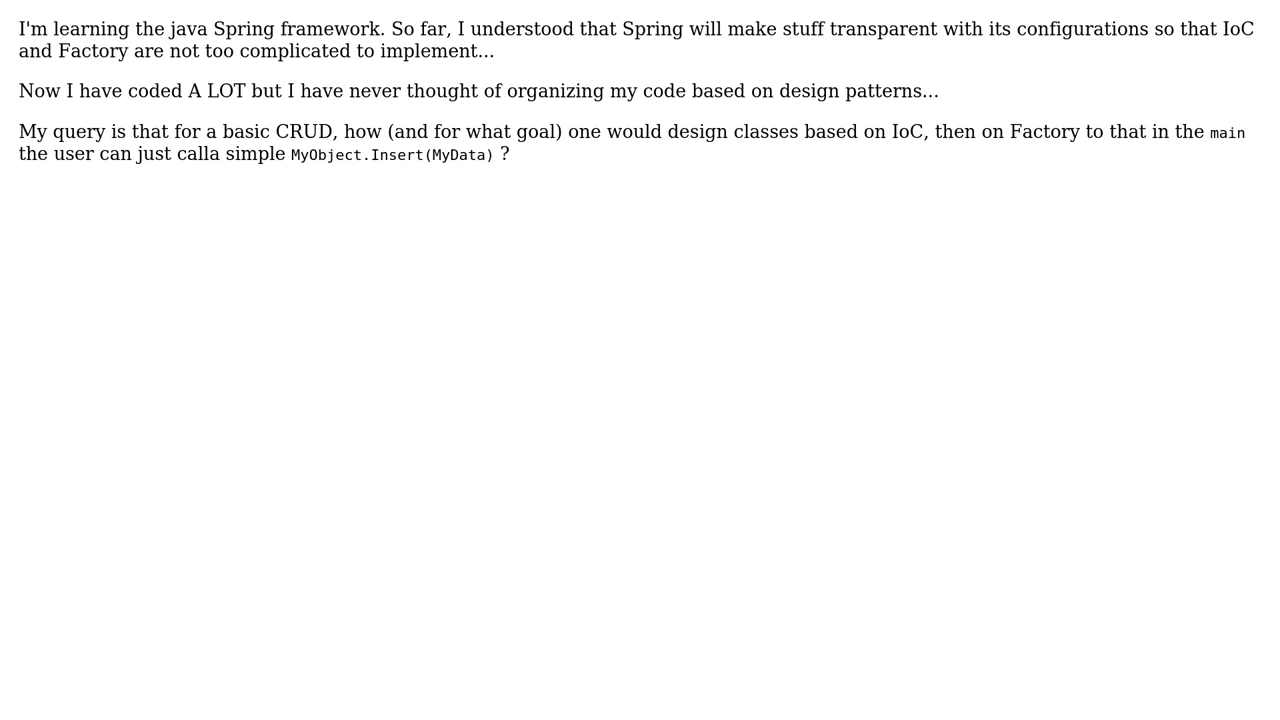 I'm learning the java Spring framework. So far, I understood that Spring will make stuff transparent with its configurations so that IoC
and Factory are not too complicated to implement...
Now I have coded A LOT but I have never thought of organizing my code based on design patterns...
My query is that for a basic CRUD, how (and for what goal) one would design classes based on IoC, then on Factory to that in the main
the user can just calla simple MyObject.Insert(MyData) ?